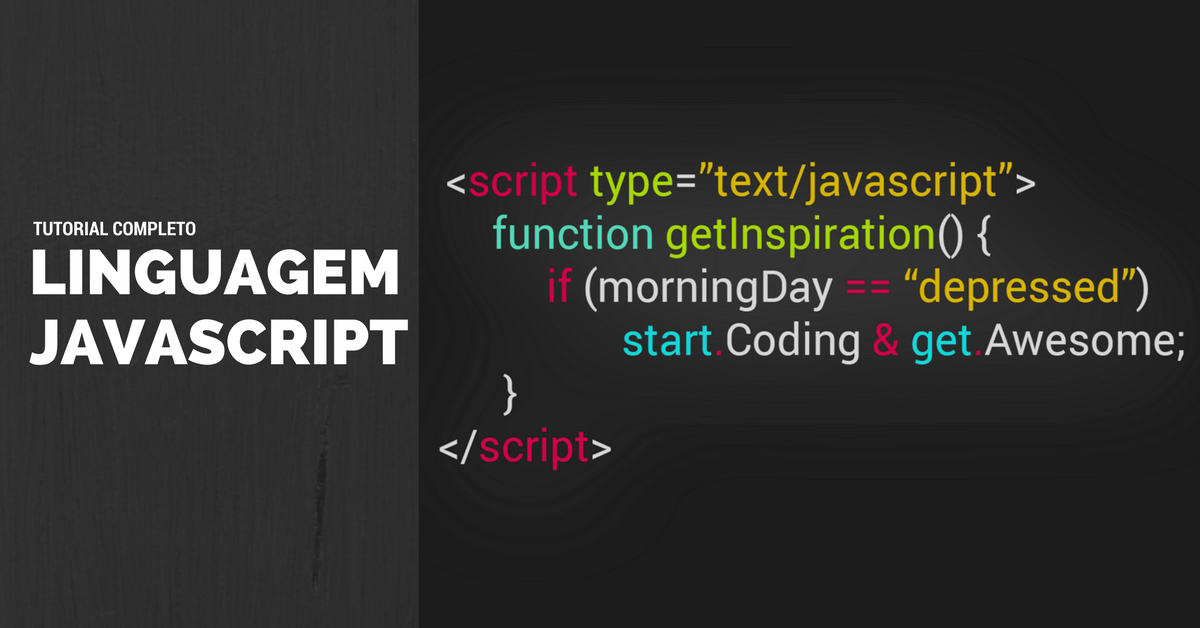 TUTORIAL COMPLETO
LINGUAGEM
JAVASCRIPT
<script type=”text/javascript”>
function getInspiration() {
if (morningDay == “depressed”)
start.Coding & get.Awesome;
}
</script>